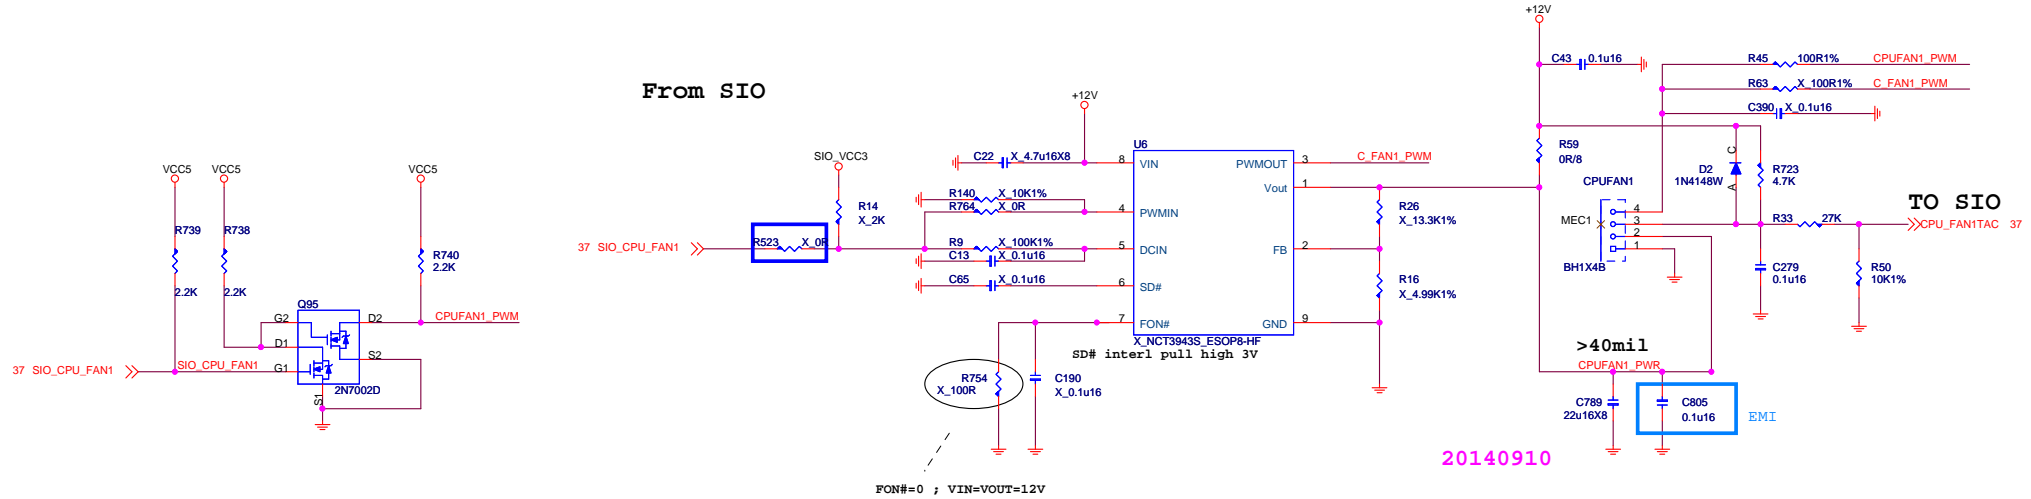 VCC5
VCC5
VCC5
R739
R738
2.2K
2.2K
R740
2.2K
Q95
G2
D2
CPUFAN1_PWM
D1
S2
37 SIO_CPU_FAN1
SIO_CPU_FAN1
G1
S1
2N7002D
From SIO
+12V
SIO_VCC3
R14
X_2K
37 SIO_CPU_FAN1
R523
X_0R
C22
X_4.7u16X8
R140
X_10K1%
R764
X_0R
R9
X_100K1%
C13
X_0.1u16
C65
X_0.1u16
U6
8
VIN
PWMOUT
3
C_FAN1_PWM
Vout
1
4
PWMIN
5
DCIN
FB
2
6
SD#
7
FON#
GND
9
X_NCT3943S_ESOP8-HF
SD# interl pull high 3V
R754
X_100R
C190
X_0.1u16
FON#=0 ; VIN=VOUT=12V
R26
X_13.3K1%
R16
X_4.99K1%
+12V
C43
0.1u16
R45
100R1%
CPUFAN1_PWM
R63
X_100R1%
C_FAN1_PWM
C390
X_0.1u16
R59
0R/8
CPUFAN1
MEC1
4
3
2
1
BH1X4B
C
D2
1N4148W
A
R723
4.7K
TO SIO
R33
27K
CPU_FAN1TAC 37
C279
0.1u16
R50
10K1%
>40mil
CPUFAN1_PWR
C789
22u16X8
C805
0.1u16
EMI
20140910